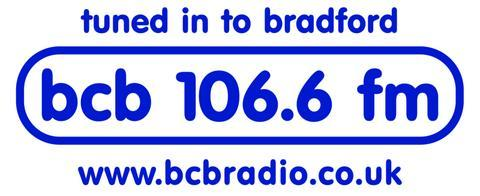 tuned in to bradford
bcb 106.6 fm
www.bcbradio.co.uk